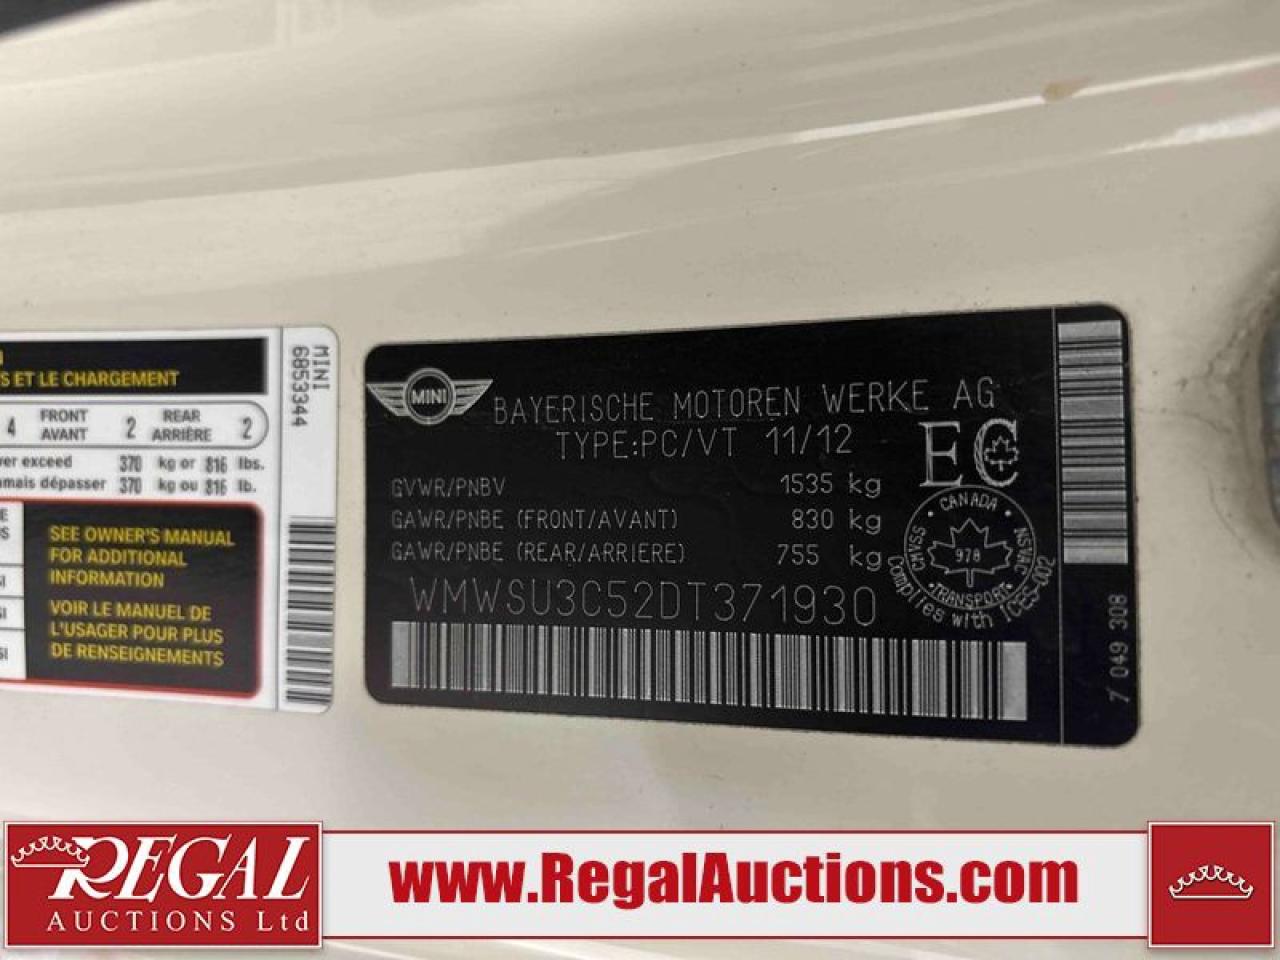 S ET LE CHARGEMENT
4 FRONT AVANT 2 REAR ARRIÈRE 2
ver exceed 370 kg or 816 lbs.
amais dépasser 370 kg ou 816 lb.
SEE OWNER'S MANUAL
FOR ADDITIONAL
INFORMATION
VOIR LE MANUEL DE
L'USAGER POUR PLUS
DE RENSEIGNEMENTS
MINI
6853344
MINI
BAYERISCHE MOTOREN WERKE AG
TYPE:PC/VT 11/12
GVWR/PNBV 1535 kg
GAWR/PNBE (FRONT/AVANT) 830 kg
GAWR/PNBE (REAR/ARRIERE) 755 kg
WMWSU3C52DT371930
EC
CANADA
CMVSS
NSVAC
978
TRANSPORT
Complies with ICES-002
7 049 308
REGAL
AUCTIONS Ltd
www.RegalAuctions.com